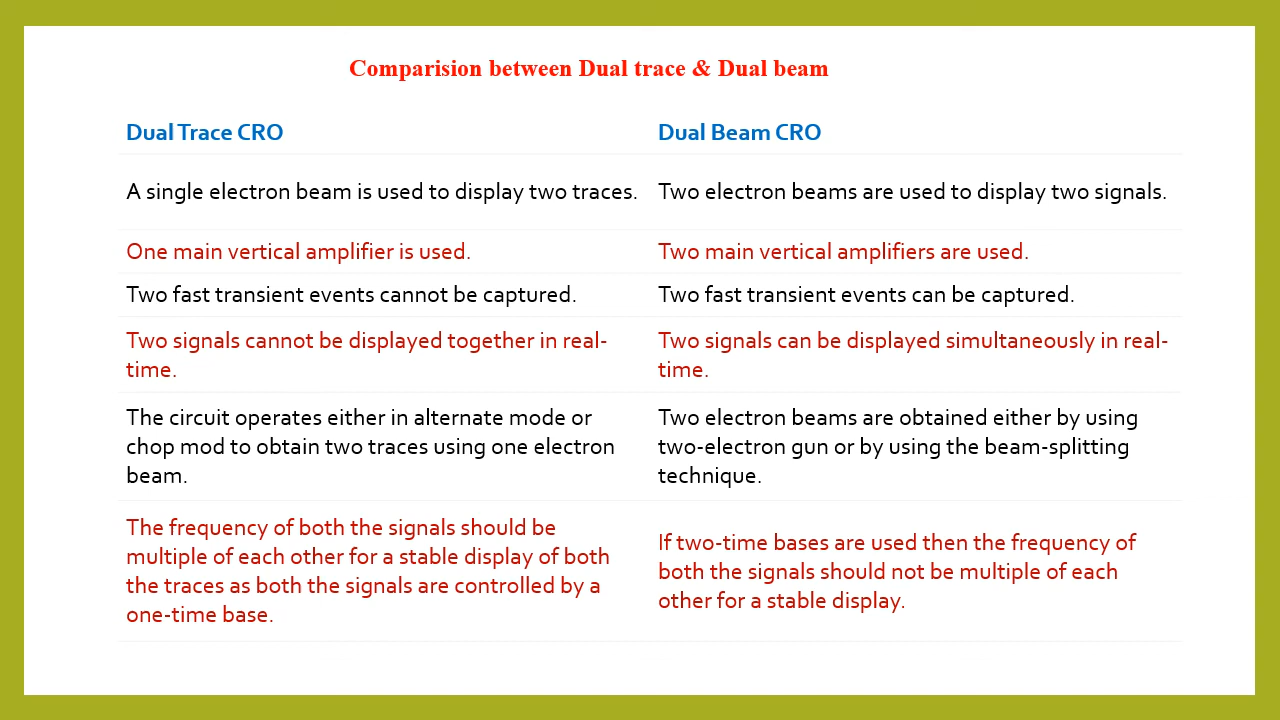 Comparision between Dual trace & Dual beam
Dual Trace CRO
Dual Beam CRO
A single electron beam is used to display two traces.
Two electron beams are used to display two signals.
One main vertical amplifier is used.
Two main vertical amplifiers are used.
Two fast transient events cannot be captured.
Two fast transient events can be captured.
Two signals cannot be displayed together in real-
time.
Two signals can be displayed simultaneously in real-
time.
The circuit operates either in alternate mode or
chop mod to obtain two traces using one electron
beam.
Two electron beams are obtained either by using
two-electron gun or by using the beam-splitting
technique.
The frequency of both the signals should be
multiple of each other for a stable display of both
the traces as both the signals are controlled by a
one-time base.
If two-time bases are used then the frequency of
both the signals should not be multiple of each
other for a stable display.